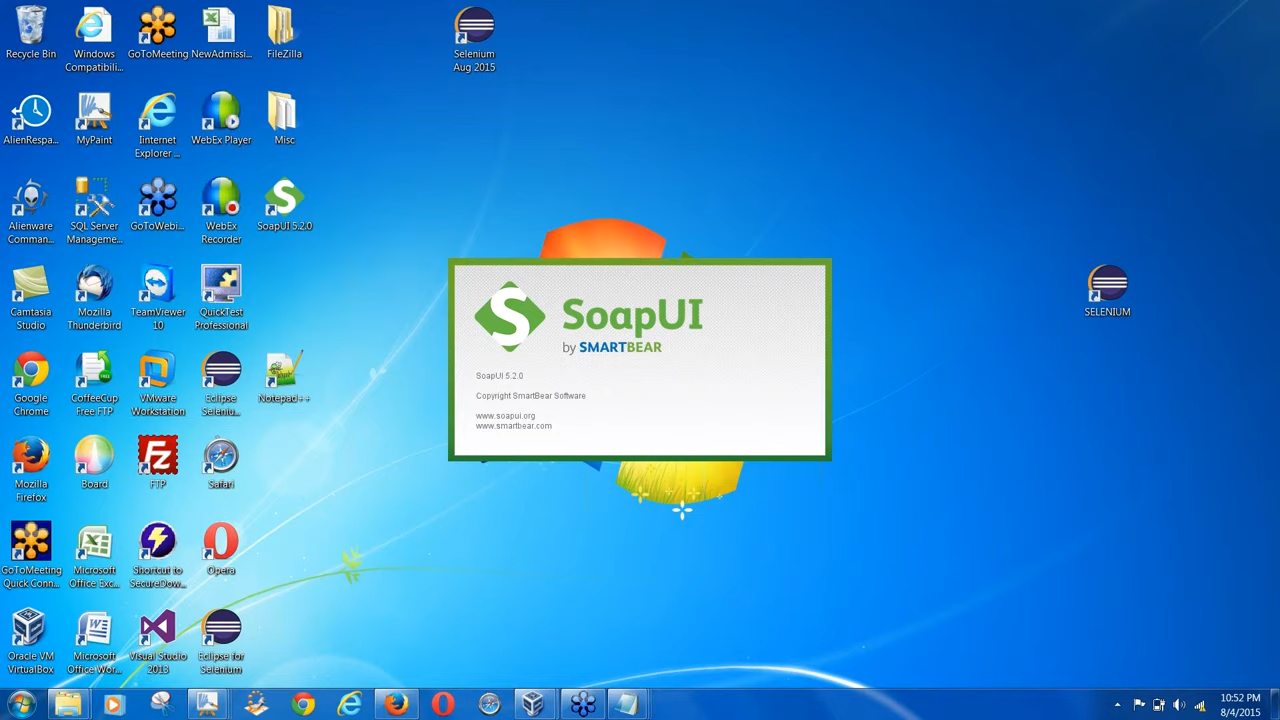 Recycle Bin
Windows
Compatibili...
GoToMeeting
NewAdmissi...
FileZilla
Selenium
Aug 2015
AlienRespa...
MyPaint
Iinternet
Explorer ...
WebEx Player
Misc
Alienware
Comman...
SQL Server
Manageme...
GoToWebi...
WebEx
Recorder
SoapUI 5.2.0
Camtasia
Studio
Mozilla
Thunderbird
TeamViewer
10
QuickTest
Professional
SELENIUM
SoapUI
by SMARTBEAR
SoapUI 5.2.0
Copyright SmartBear Software
www.soapui.org
www.smartbear.com
Google
Chrome
CoffeeCup
Free FTP
VMware
Workstation
Eclipse
Seleniu...
Notepad++
Mozilla
Firefox
Board
FTP
Safari
GoToMeeting
Quick Conn...
Microsoft
Office Exc...
Shortcut to
SecureDow...
Opera
Oracle VM
VirtualBox
Microsoft
Office Wor...
Visual Studio
2013
Eclipse for
Selenium
10:52 PM
8/4/2015